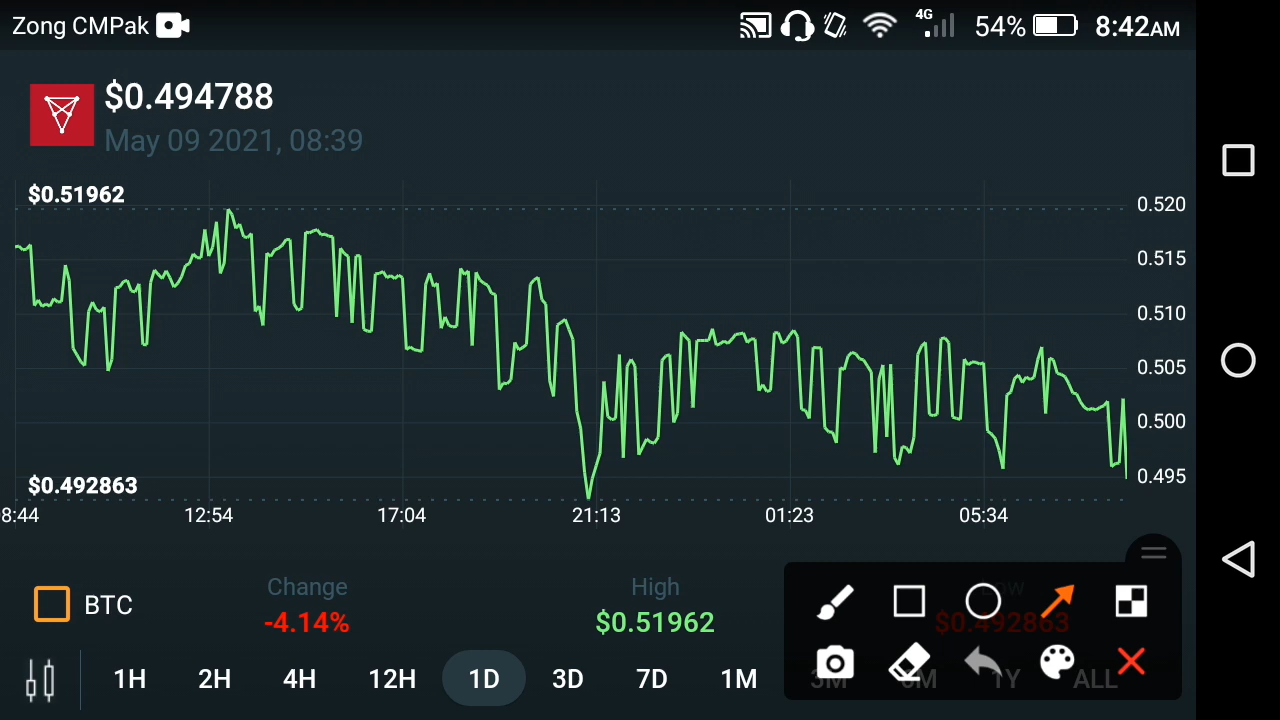 Zong CMPak
4G 54% 8:42AM
$0.494788
May 09 2021, 08:39
$0.51962
0.520
0.515
0.510
0.505
0.500
0.495
$0.492863
8:44 12:54 17:04 21:13 01:23 05:34
BTC
Change High Low
-4.14% $0.51962 $0.492863
1H 2H 4H 12H 1D 3D 7D 1M 3M 6M 1Y ALL